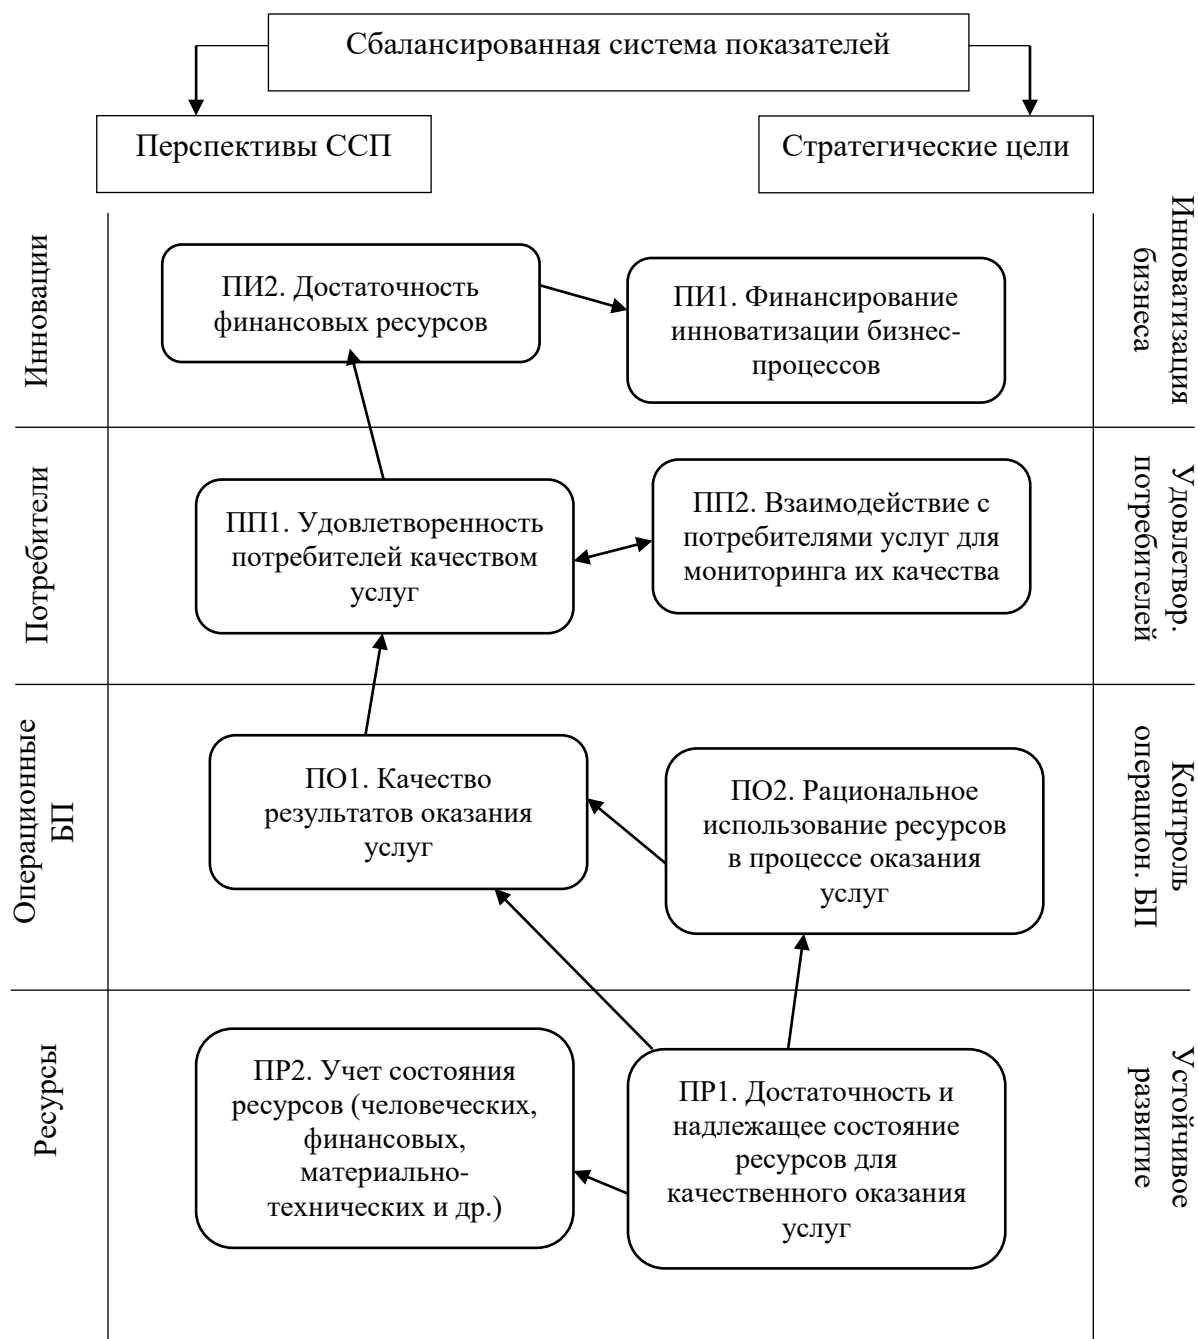 Сбалансированная система показателей
Перспективы ССП
Стратегические цели
Инновации
ПИ2. Достаточность
финансовых ресурсов
ПИ1. Финансирование
инноватизации бизнес-
процессов
Инноватизация
бизнеса
Потребители
ПП1. Удовлетворенность
потребителей качеством
услуг
ПП2. Взаимодействие с
потребителями услуг для
мониторинга их качества
Удовлетвор.
потребителей
Операционные
БП
ПО1. Качество
результатов оказания
услуг
ПО2. Рациональное
использование ресурсов
в процессе оказания
услуг
Контроль
операцион. БП
Ресурсы
ПР2. Учет состояния
ресурсов (человеческих,
финансовых,
материально-
технических и др.)
ПР1. Достаточность и
надлежащее состояние
ресурсов для
качественного оказания
услуг
Устойчивое
развитие